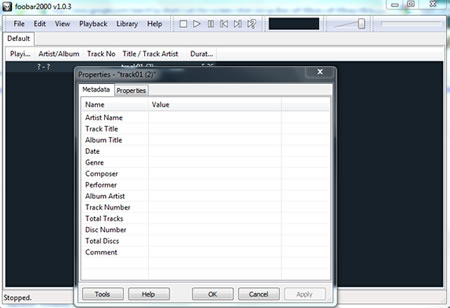 foobar2000 v1.0.3
File Edit View Playback Library Help
Default
Playi... Artist/Album Track No Title / Track Artist Durat...
? - ? track01 (2) 5:25
Properties - "track01 (2)"
Metadata Properties
Name Value
Artist Name
Track Title
Album Title
Date
Genre
Composer
Performer
Album Artist
Track Number
Total Tracks
Disc Number
Total Discs
Comment
Tools Help OK Cancel Apply
Stopped.